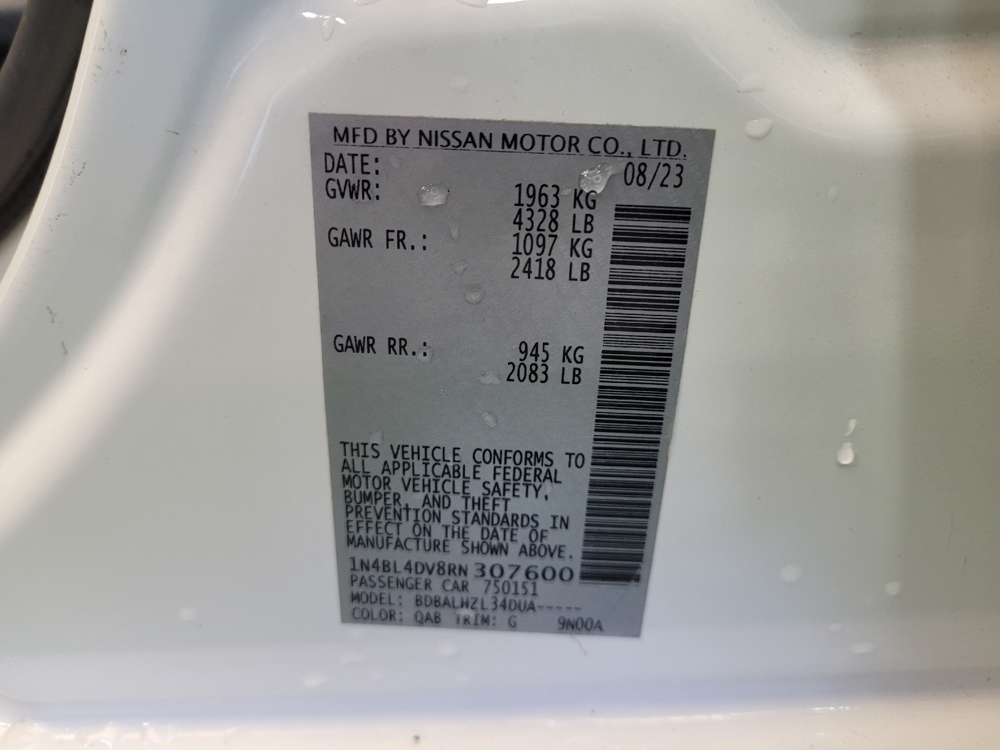 MFD BY NISSAN MOTOR CO., LTD.
DATE: 08/23
GVWR: 1963 KG
4328 LB
GAWR FR.: 1097 KG
2418 LB
GAWR RR.: 945 KG
2083 LB
THIS VEHICLE CONFORMS TO
ALL APPLICABLE FEDERAL
MOTOR VEHICLE SAFETY,
BUMPER, AND THEFT
PREVENTION STANDARDS IN
EFFECT ON THE DATE OF
MANUFACTURE SHOWN ABOVE.
1N4BL4DV8RN307600
PASSENGER CAR 750151
MODEL: BDBALHZL34DUA-----
COLOR: QAB TRIM: G 9N00A